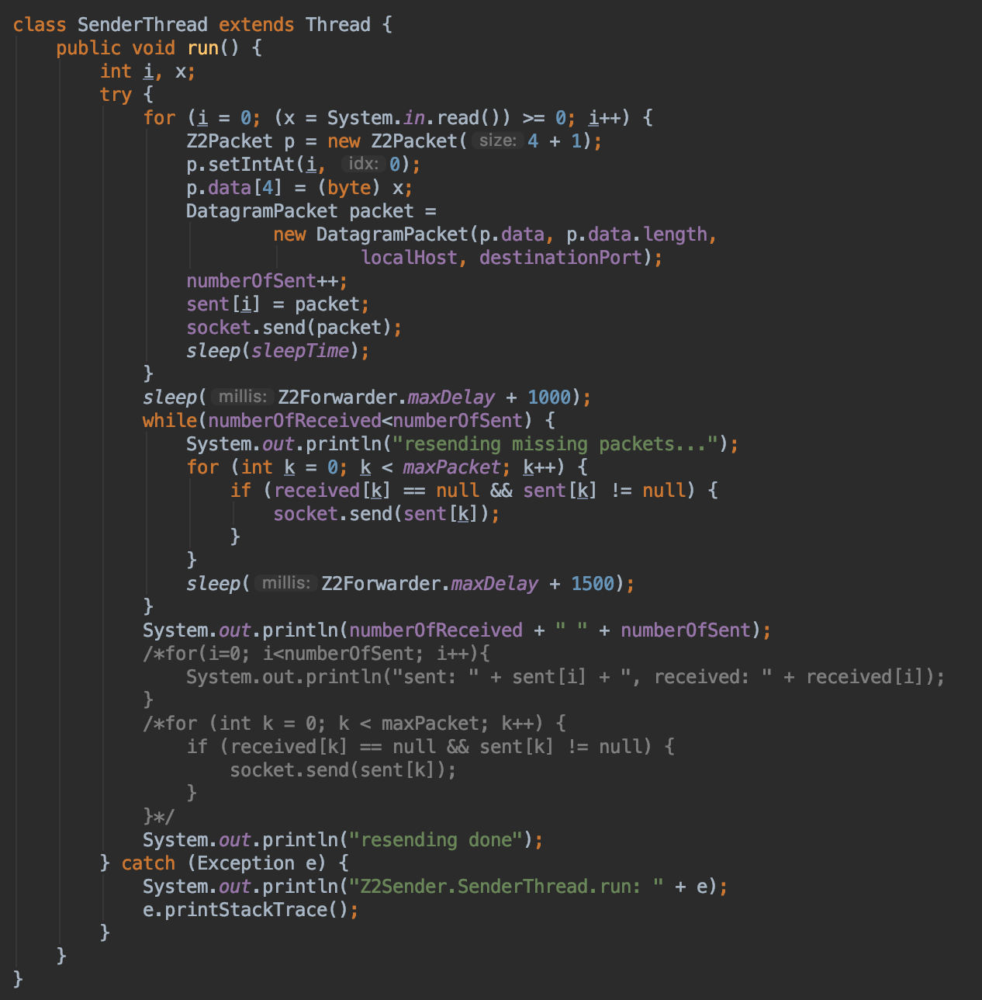 class SenderThread extends Thread {
    public void run() {
        int i, x;
        try {
            for (i = 0; (x = System.in.read()) >= 0; i++) {
                Z2Packet p = new Z2Packet( size: 4 + 1);
                p.setIntAt(i, idx: 0);
                p.data[4] = (byte) x;
                DatagramPacket packet =
                        new DatagramPacket(p.data, p.data.length,
                                localHost, destinationPort);
                numberOfSent++;
                sent[i] = packet;
                socket.send(packet);
                sleep(sleepTime);
            }
            sleep( millis: Z2Forwarder.maxDelay + 1000);
            while(numberOfReceived<numberOfSent) {
                System.out.println("resending missing packets...");
                for (int k = 0; k < maxPacket; k++) {
                    if (received[k] == null && sent[k] != null) {
                        socket.send(sent[k]);
                    }
                }
                sleep( millis: Z2Forwarder.maxDelay + 1500);
            }
            System.out.println(numberOfReceived + " " + numberOfSent);
            /*for(i=0; i<numberOfSent; i++){
                System.out.println("sent: " + sent[i] + ", received: " + received[i]);
            }
            /*for (int k = 0; k < maxPacket; k++) {
                if (received[k] == null && sent[k] != null) {
                    socket.send(sent[k]);
                }
            }*/
            System.out.println("resending done");
        } catch (Exception e) {
            System.out.println("Z2Sender.SenderThread.run: " + e);
            e.printStackTrace();
        }
    }
}